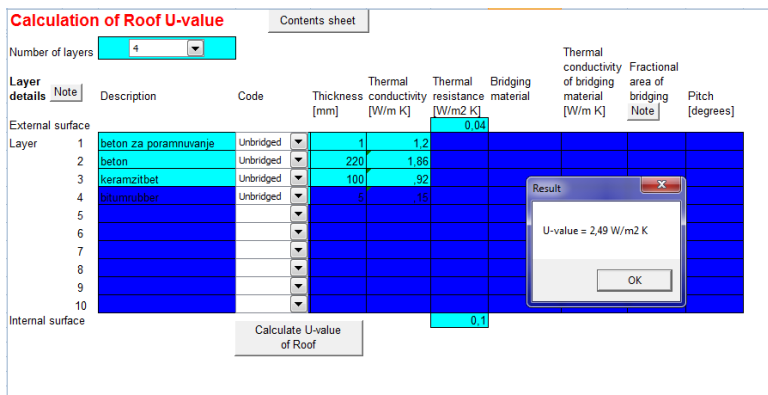 Calculation of Roof U-value
Contents sheet
Number of layers 4
Layer details Note Description Code Thickness [mm] Thermal conductivity [W/m K] Thermal resistance [W/m2 K] Bridging material Thermal conductivity of bridging material [W/m K] Fractional area of bridging Note Pitch [degrees]
External surface 0,04
Layer 1 beton za poramnuvanje Unbridged 1 1,2
2 beton Unbridged 220 1,86
3 keramzitbet Unbridged 100 ,92
4 bitumrubber Unbridged 5 ,15
5
6
7
8
9
10
Internal surface 0,1
Calculate U-value
of Roof
Result
U-value = 2,49 W/m2 K
OK